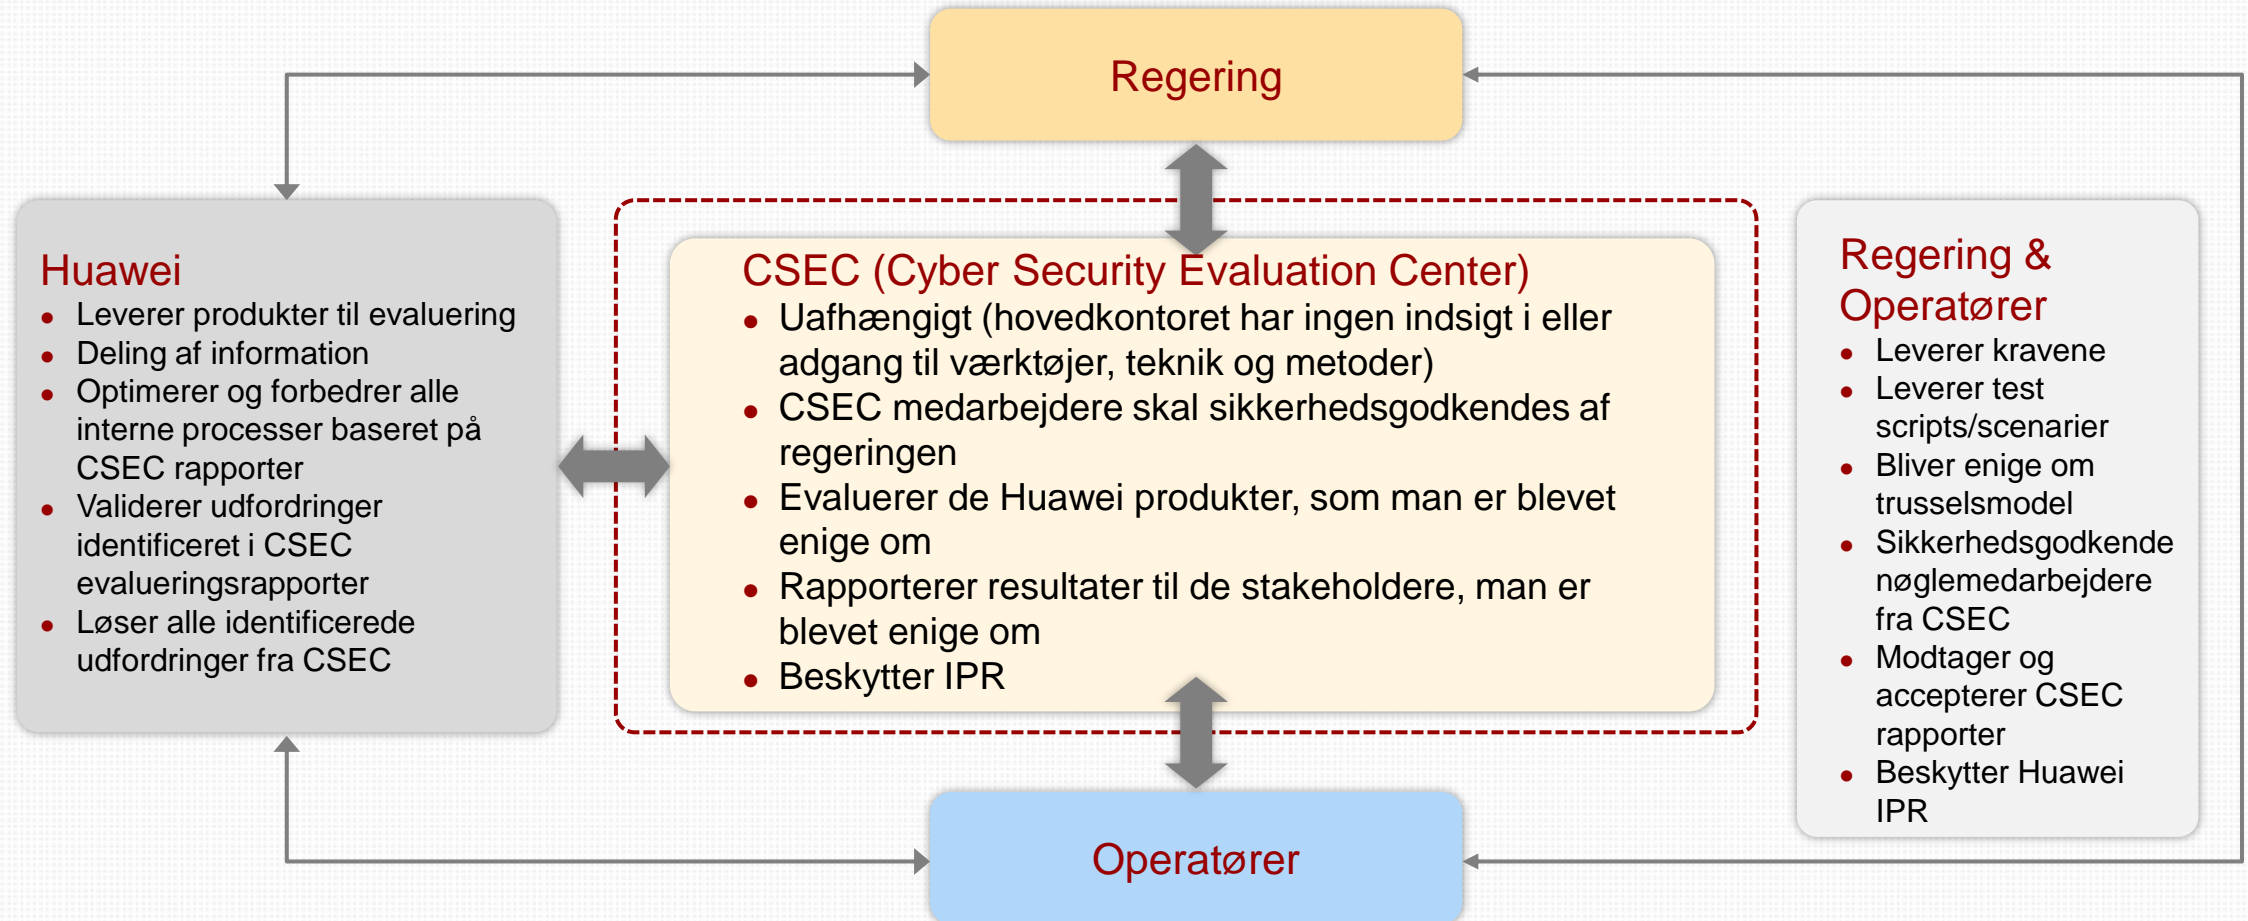 Regering
Huawei
• Leverer produkter til evaluering
• Deling af information
• Optimerer og forbedrer alle
interne processer baseret på
CSEC rapporter
• Validerer udfordringer
identificeret i CSEC
evalueringsrapporter
• Løser alle identificerede
udfordringer fra CSEC
CSEC (Cyber Security Evaluation Center)
• Uafhængigt (hovedkontoret har ingen indsigt i eller
adgang til værktøjer, teknik og metoder)
• CSEC medarbejdere skal sikkerhedsgodkendes af
regeringen
• Evaluerer de Huawei produkter, som man er blevet
enige om
• Rapporterer resultater til de stakeholdere, man er
blevet enige om
• Beskytter IPR
Regering &
Operatører
• Leverer kravene
• Leverer test
scripts/scenarier
• Bliver enige om
trusselsmodel
• Sikkerhedsgodkende
nøglemedarbejdere
fra CSEC
• Modtager og
accepterer CSEC
rapporter
• Beskytter Huawei
IPR
Operatører